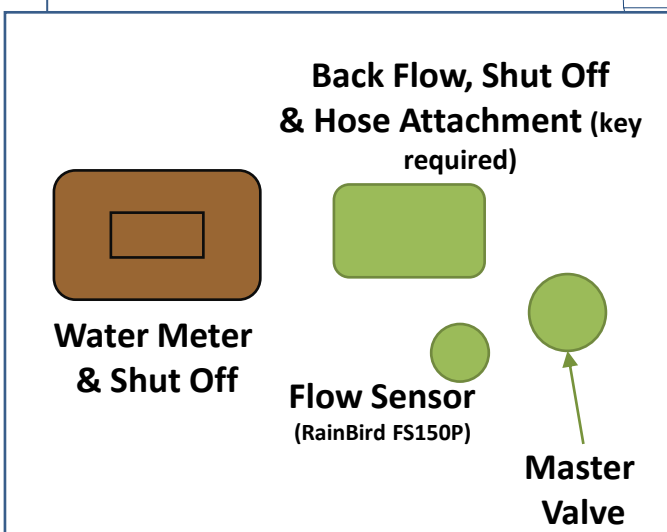 Back Flow, Shut Off
& Hose Attachment (key
required)
Water Meter
& Shut Off
Flow Sensor
(RainBird FS150P)
Master
Valve